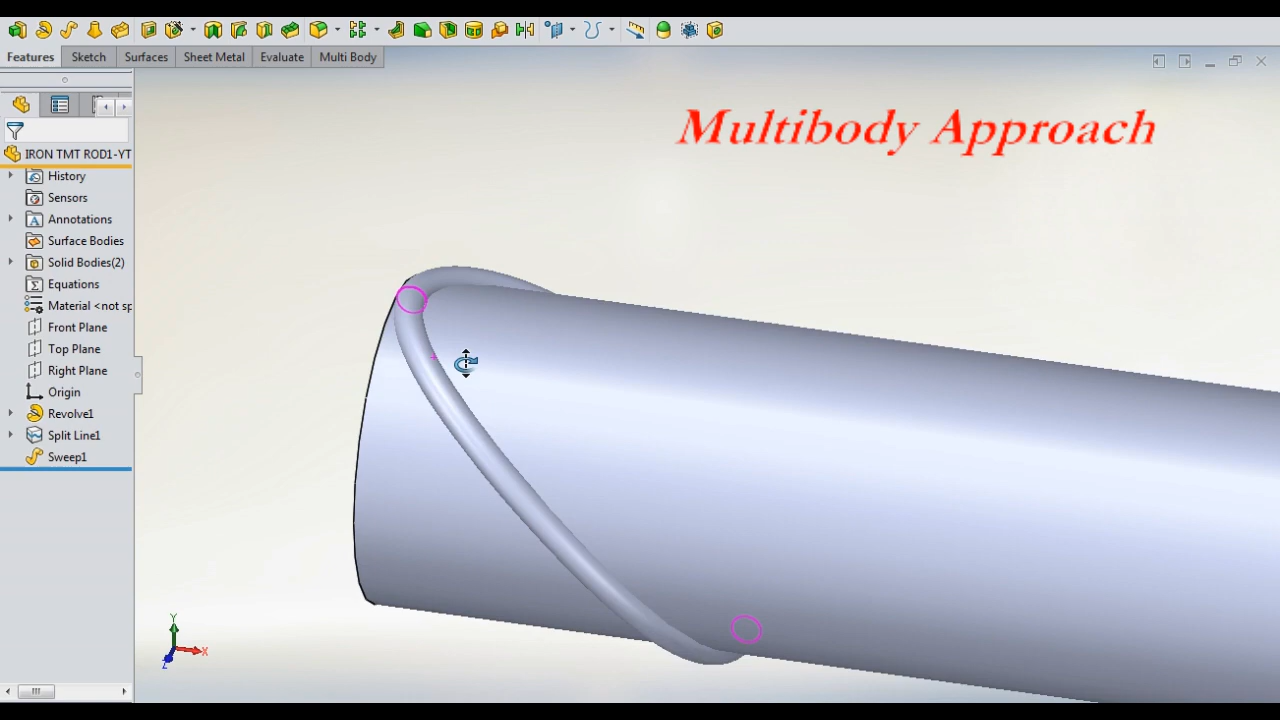 Features Sketch Surfaces Sheet Metal Evaluate Multi Body
Multibody Approach
IRON TMT ROD1-YT
History
Sensors
A Annotations
Surface Bodies
Solid Bodies(2)
Equations
Material <not sp
Front Plane
Top Plane
Right Plane
Origin
Revolve1
Split Line1
Sweep1
Y
X
Z